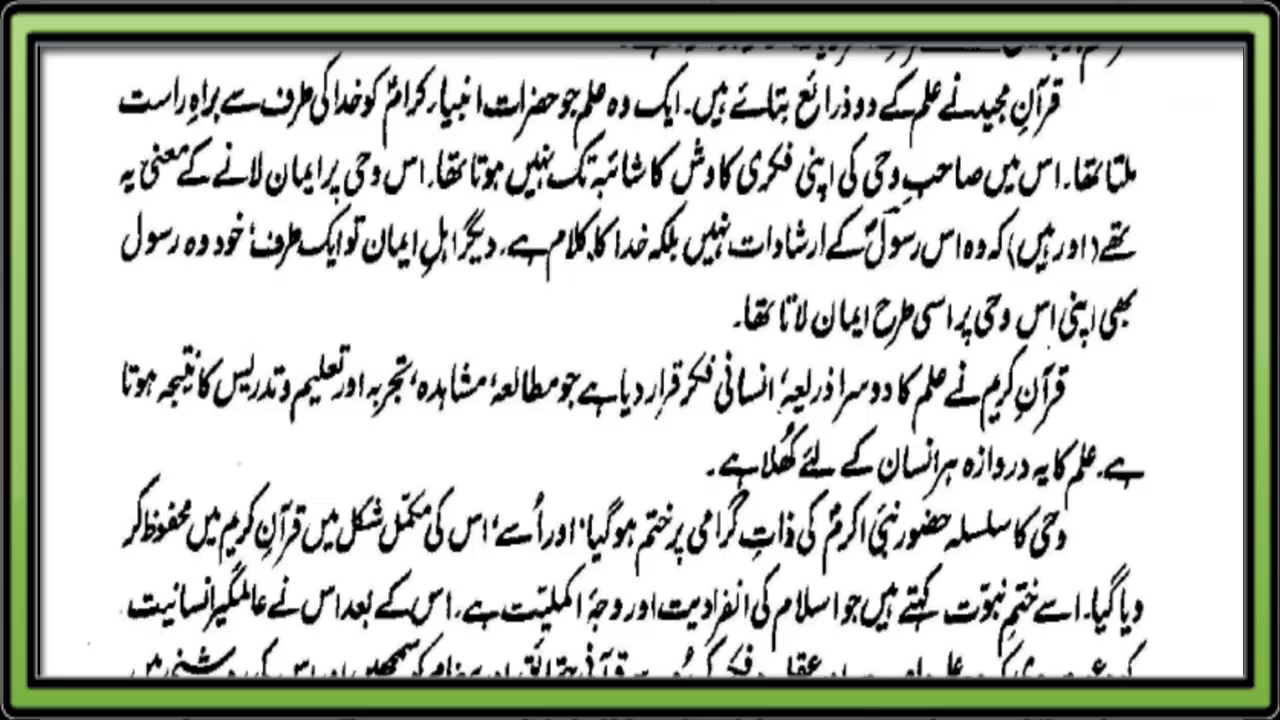 قرآنِ مجید نے علم کے دو ذرائع بتائے ہیں۔ ایک وہ علم جو حضرات انبیاء کرامؑ کو خدا کی طرف سے براہِ راست
ملتا تھا۔ اس میں صاحبِ وحی کی اپنی فکری کاوش کا شائبہ تک نہیں ہوتا تھا۔ اس وحی پر ایمان لانے کے معنی یہ
تھے (اور ہیں) کہ وہ اس رسولؐ کے ارشادات نہیں بلکہ خدا کا کلام ہے۔ دیگر اہلِ ایمان تو ایک طرف‘ خود وہ رسول
بھی اپنی اس وحی پر اسی طرح ایمان لاتا تھا۔
قرآنِ کریم نے علم کا دوسرا ذریعہ‘ انسانی فکر قرار دیا ہے جو مطالعہ‘ مشاہدہ‘ تجربہ اور تعلیم و تدریس کا نتیجہ ہوتا
ہے۔ علم کا یہ دروازہ ہر انسان کے لئے کُھلا ہے۔
وحی کا سلسلہ حضور نبیٔ اکرمؐ کی ذاتِ گرامی پر ختم ہو گیا‘ اور اُسے‘ اس کی مکمّل شکل میں قرآنِ کریم میں محفوظ کر
دیا گیا۔ اسے ختمِ نبوّت کہتے ہیں جو اسلام کی انفرادیت اور وجۂ اکملیّت ہے۔ اس کے بعد اس نے عالمگیر انسانیت